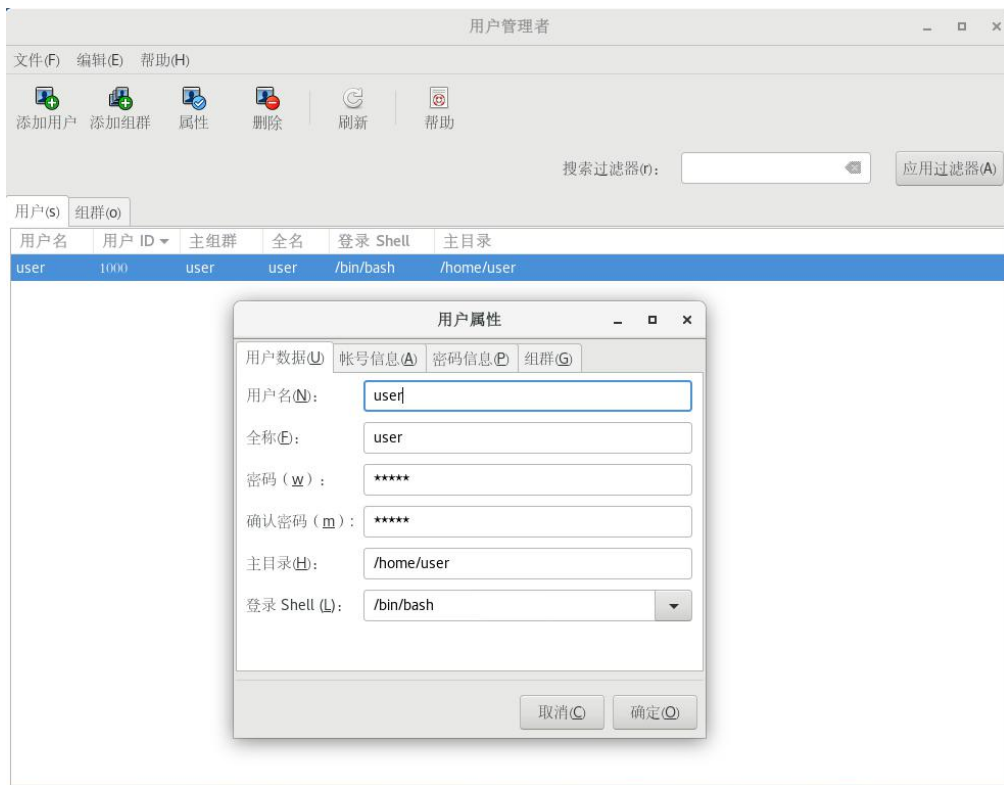 用户管理者
文件(F) 编辑(E) 帮助(H)
添加用户 添加组群 属性 删除 刷新 帮助
搜索过滤器(r)： 应用过滤器(A)
用户(s) 组群(o)
用户名 用户 ID 主组群 全名 登录 Shell 主目录
user 1000 user user /bin/bash /home/user
用户属性
用户数据(U) 帐号信息(A) 密码信息(P) 组群(G)
用户名(N)： user
全称(F)： user
密码（w）： *****
确认密码（m）： *****
主目录(H)： /home/user
登录 Shell (L)： /bin/bash
取消(C) 确定(O)